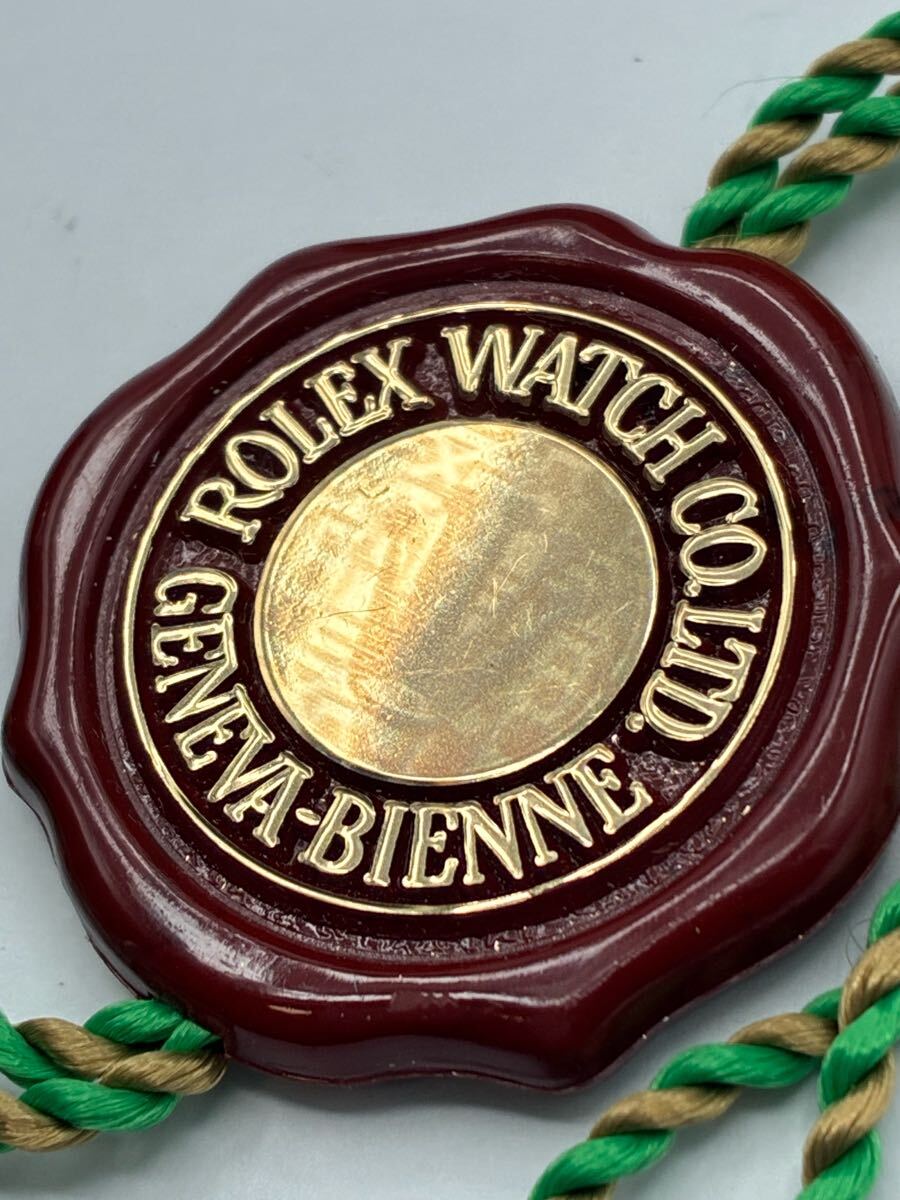 ROLEX WATCH CO. LTD.
GENEVA-BIENNE.